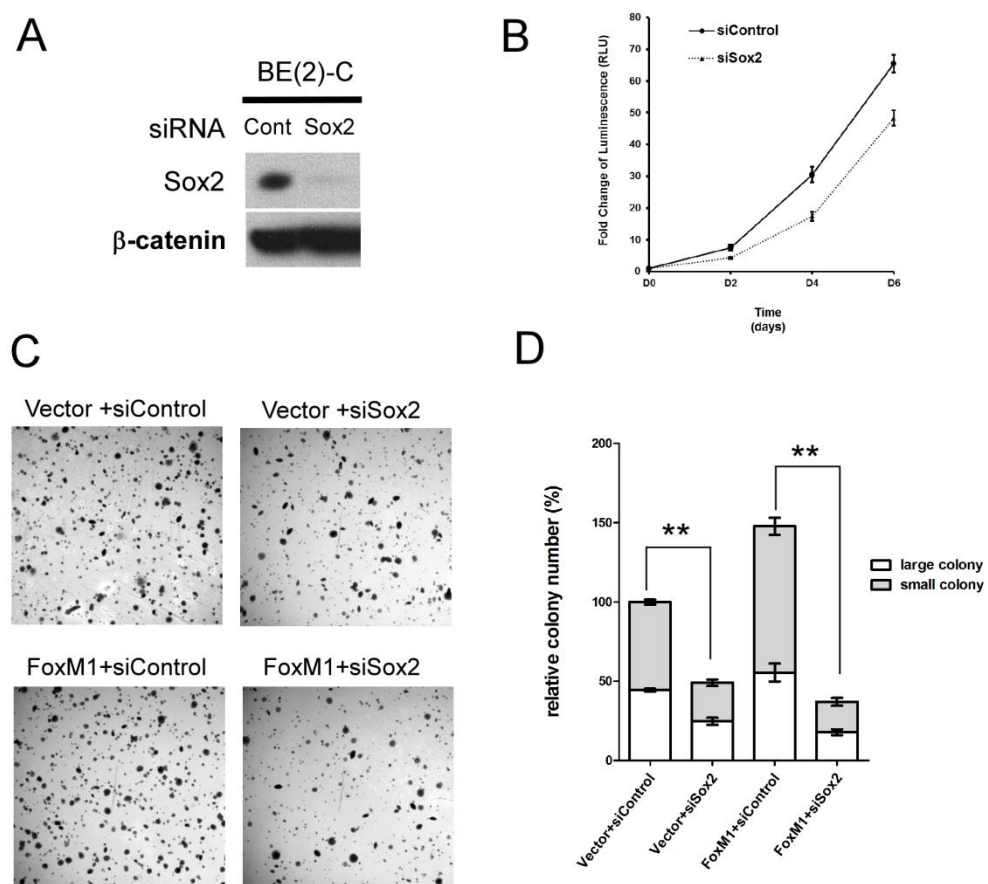 A
BE(2)-C
siRNA Cont Sox2
Sox2
β-catenin
B
siControl
siSox2
Fold Change of Luminescence (RLU)
80
70
60
50
40
30
20
10
0
D0 D2 D4 D6
Time
(days)
C
Vector +siControl Vector +siSox2
FoxM1+siControl FoxM1+siSox2
D
relative colony number (%)
200
150
100
50
0
** **
large colony
small colony
Vector+siControl
Vector+siSox2
FoxM1+siControl
FoxM1+siSox2